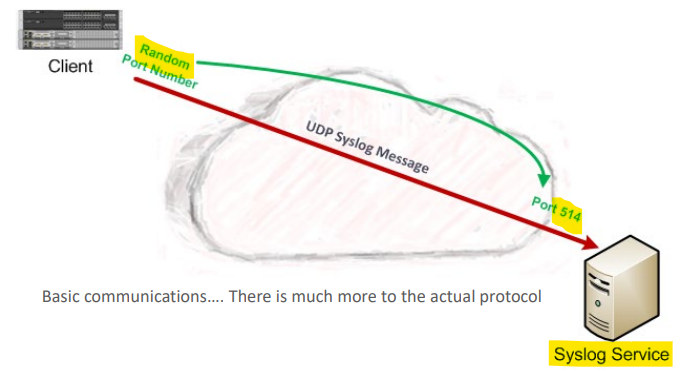 Client
Random
Port Number
UDP Syslog Message
Port 514
Basic communications.... There is much more to the actual protocol
Syslog Service